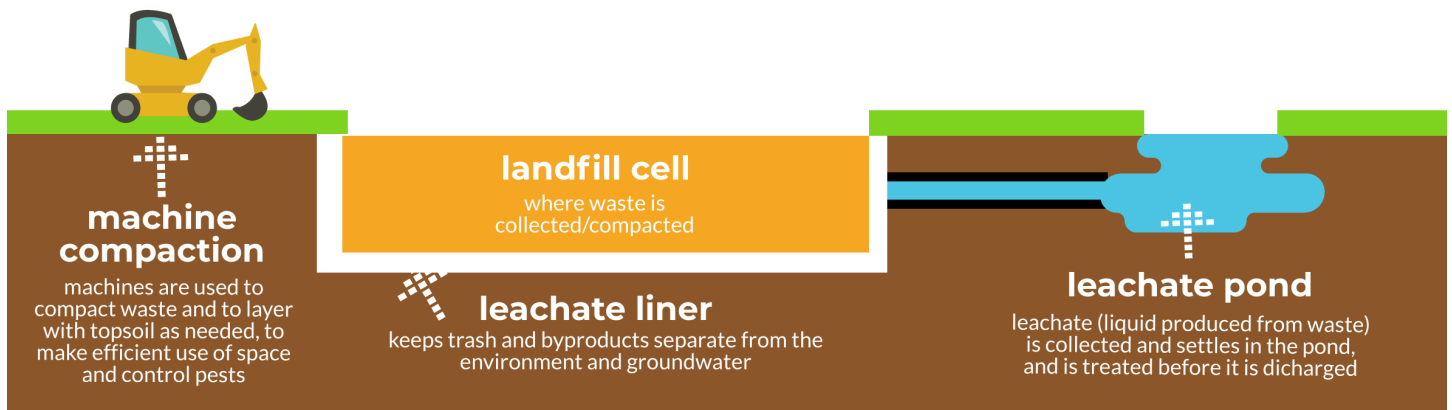 machine
compaction
machines are used to
compact waste and to layer
with topsoil as needed, to
make efficient use of space
and control pests
landfill cell
where waste is
collected/compacted
leachate liner
keeps trash and byproducts separate from the
environment and groundwater
leachate pond
leachate (liquid produced from waste)
is collected and settles in the pond,
and is treated before it is dicharged